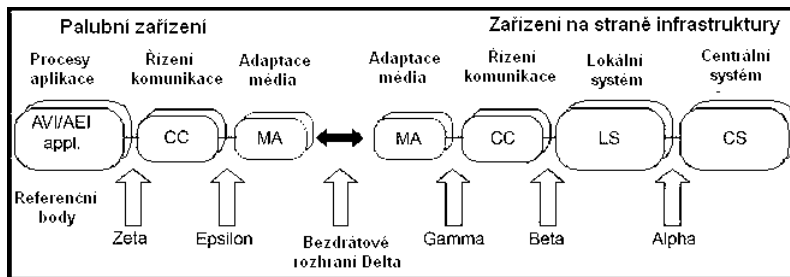 Palubní zařízení
Zařízení na straně infrastruktury
Procesy aplikace
Řízení komunikace
Adaptace média
Adaptace média
Řízení komunikace
Lokální systém
Centrální systém
AVI/AEI appl.
CC
MA
MA
CC
LS
CS
Referenční body
Zeta
Epsilon
Bezdrátové rozhraní Delta
Gamma
Beta
Alpha